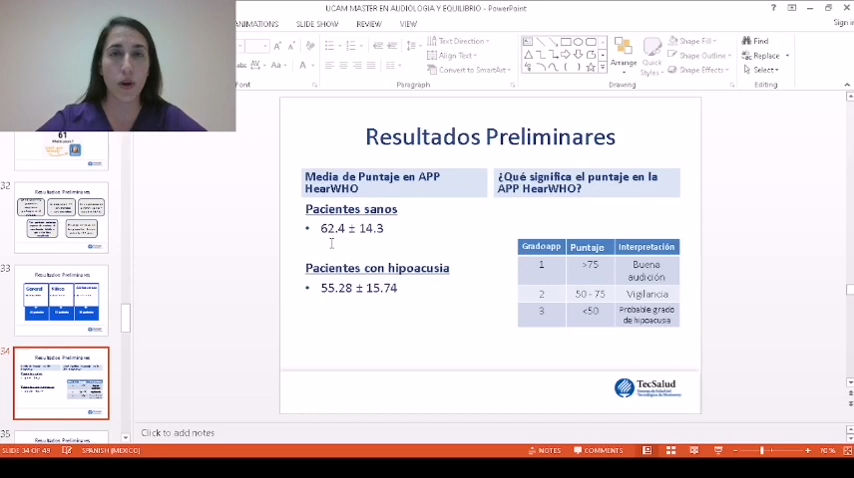 UCAM MASTER EN AUDIOLOGIA Y EQUILIBRIO - PowerPoint
ANIMATIONS SLIDE SHOW REVIEW VIEW
Sign in
Text Direction
Align Text
Convert to SmartArt
Paragraph
Arrange
Quick
Styles
Shape Fill
Shape Outline
Shape Effects
Drawing
Find
Replace
Select
Editing
61
32
Resultados Preliminares
33
Resultados Preliminares
General
34
Resultados Preliminares
35
Resultados Preliminares
Resultados Preliminares
Media de Puntaje en APP
HearWHO
Pacientes sanos
• 62.4 ± 14.3
Pacientes con hipoacusia
• 55.28 ± 15.74
¿Qué significa el puntaje en la
APP HearWHO?
Grado app Puntaje Interpretación
1 >75 Buena
audición
2 50 - 75 Vigilancia
3 <50 Probable grado
de hipoacusia
TecSalud
Click to add notes
SLIDE 34 OF 49 SPANISH (MEXICO) NOTES COMMENTS 70%